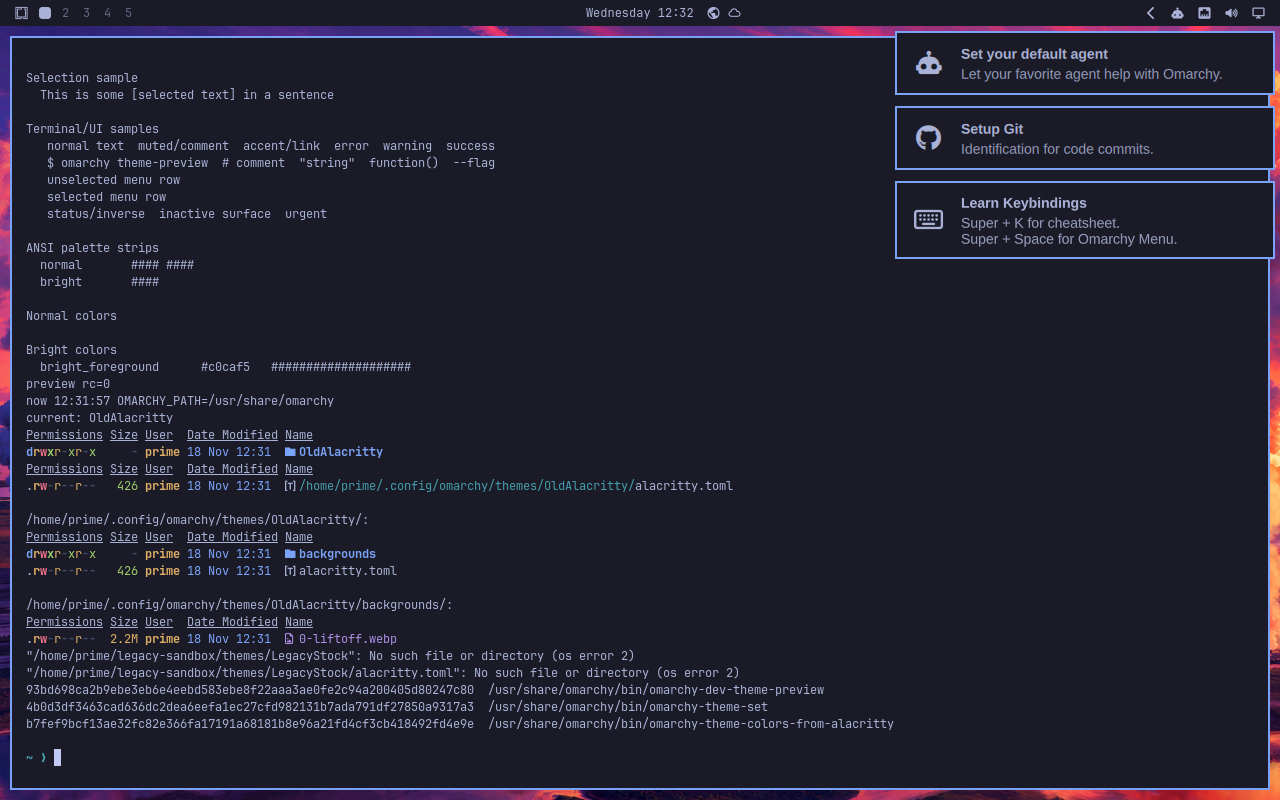 2 3 4 5
Wednesday 12:32
Set your default agent
Let your favorite agent help with Omarchy.
Setup Git
Identification for code commits.
Learn Keybindings
Super + K for cheatsheet.
Super + Space for Omarchy Menu.
Selection sample
This is some [selected text] in a sentence
Terminal/UI samples
normal text  muted/comment  accent/link  error  warning  success
$ omarchy theme-preview  # comment  "string"  function()  --flag
unselected menu row
selected menu row
status/inverse  inactive surface  urgent
ANSI palette strips
normal       #### ####
bright       ####
Normal colors
Bright colors
bright_foreground      #c0caf5   ####################
preview rc=0
now 12:31:57 OMARCHY_PATH=/usr/share/omarchy
current: OldAlacritty
Permissions Size User  Date Modified Name
drwxr-xr-x     - prime 18 Nov 12:31  OldAlacritty
Permissions Size User  Date Modified Name
.rw-r--r--   426 prime 18 Nov 12:31  /home/prime/.config/omarchy/themes/OldAlacritty/alacritty.toml
/home/prime/.config/omarchy/themes/OldAlacritty/:
Permissions Size User  Date Modified Name
drwxr-xr-x     - prime 18 Nov 12:31  backgrounds
.rw-r--r--   426 prime 18 Nov 12:31  alacritty.toml
/home/prime/.config/omarchy/themes/OldAlacritty/backgrounds/:
Permissions Size User  Date Modified Name
.rw-r--r--  2.2M prime 18 Nov 12:31  0-liftoff.webp
"/home/prime/legacy-sandbox/themes/LegacyStock": No such file or directory (os error 2)
"/home/prime/legacy-sandbox/themes/LegacyStock/alacritty.toml": No such file or directory (os error 2)
93bd698ca2b9ebe3eb6e4eebd583ebe8f22aaa3ae0fe2c94a200405d80247c80  /usr/share/omarchy/bin/omarchy-dev-theme-preview
4b0d3df3463cad636dc2dea6eefa1ec27cfd982131b7ada791df27850a9317a3  /usr/share/omarchy/bin/omarchy-theme-set
b7fef9bcf13ae32fc82e366fa17191a68181b8e96a21fd4cf3cb418492fd4e9e  /usr/share/omarchy/bin/omarchy-theme-colors-from-alacritty
~ ❯